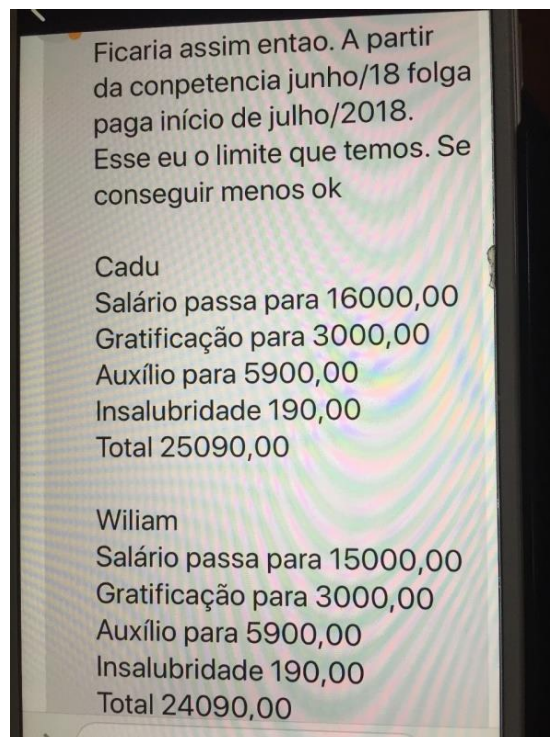 Ficaria assim entao. A partir
da conpetencia junho/18 folga
paga início de julho/2018.
Esse eu o limite que temos. Se
conseguir menos ok
Cadu
Salário passa para 16000,00
Gratificação para 3000,00
Auxílio para 5900,00
Insalubridade 190,00
Total 25090,00
Wiliam
Salário passa para 15000,00
Gratificação para 3000,00
Auxílio para 5900,00
Insalubridade 190,00
Total 24090,00